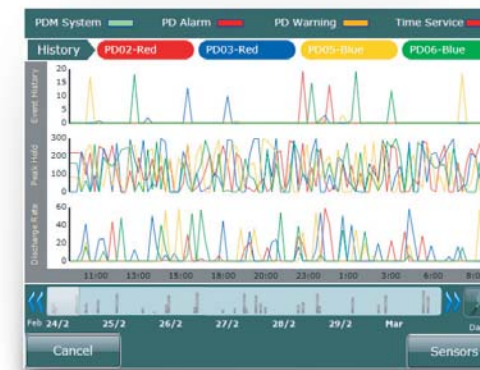 PDM System PD Alarm PD Warning Time Service
History PD02-Red PD03-Red PD05-Blue PD06-Blue
Event History
20
15
10
5
0
Peak Hold
300
200
100
0
Discharge Rate
60
40
20
0
11:00 13:00 15:00 18:00 20:00 23:00 1:00 3:00 6:00 8:0
Feb 24/2 25/2 26/2 27/2 28/2 29/2 Mar Da
Cancel Sensors